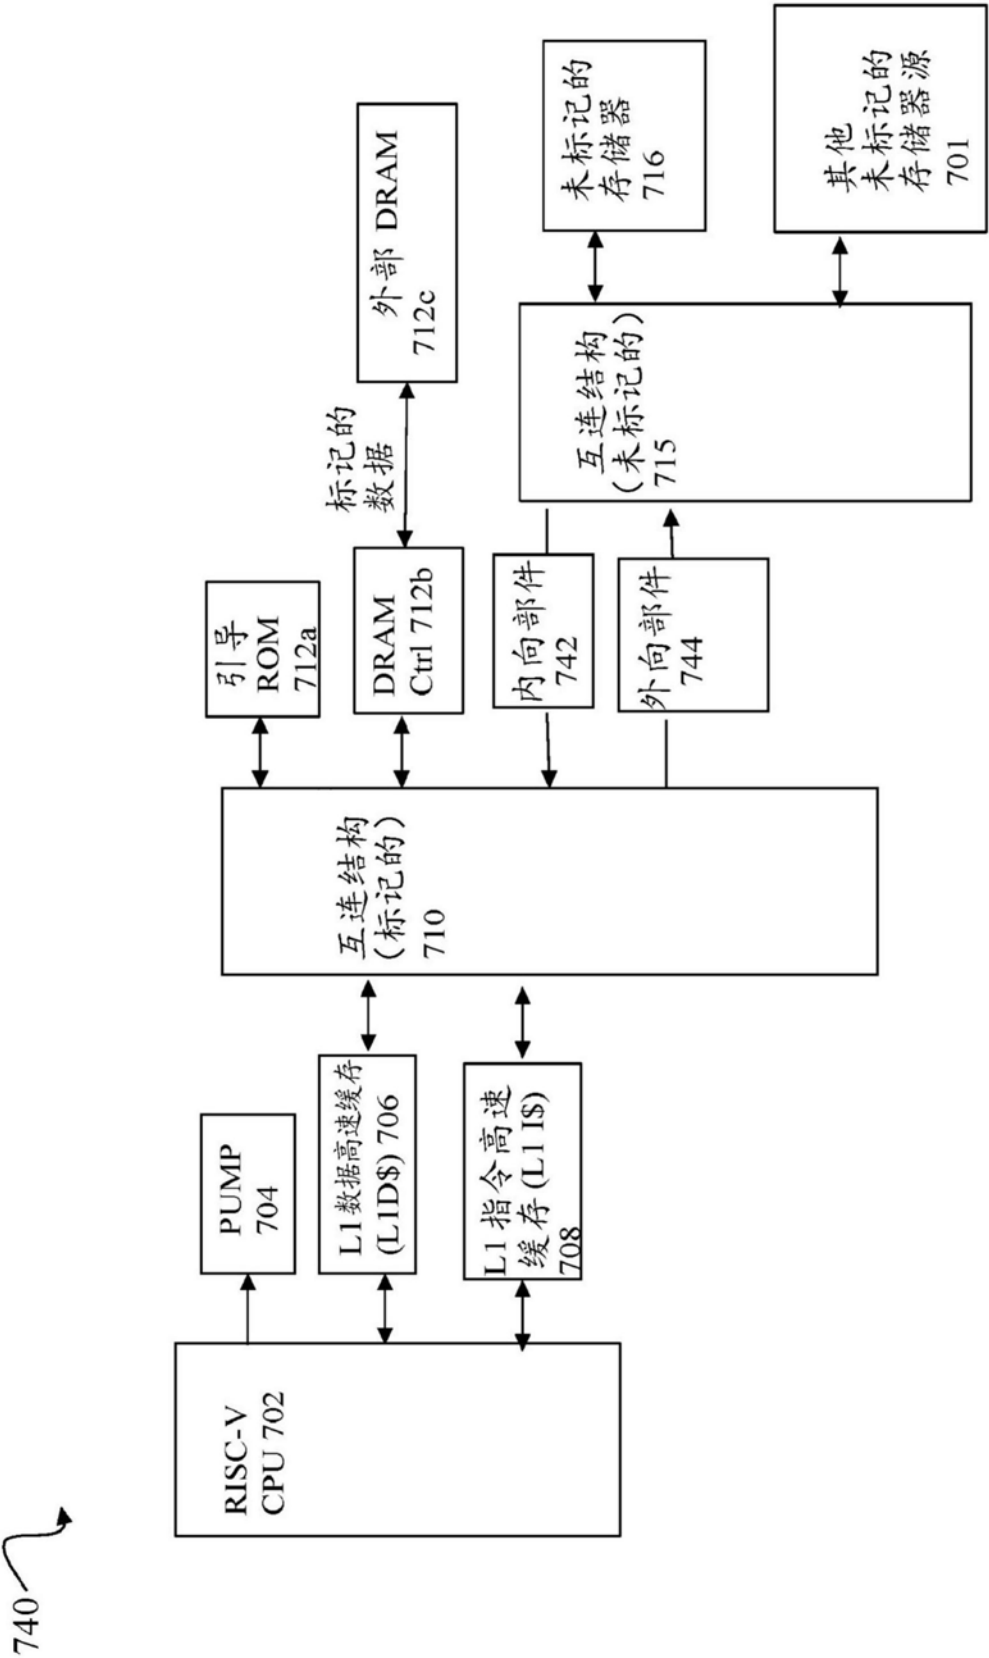 740
RISC-V
CPU 702
PUMP
704
L1数据高速缓存
(L1D$) 706
L1指令高速
缓存(L1 I$)
708
互连结构
(标记的)
710
引导
ROM
712a
DRAM
Ctrl 712b
标记的
数据
外部 DRAM
712c
内向部件
742
外向部件
744
互连结构
(未标记的)
715
未标记的
存储器
716
其他
未标记的
存储器源
701